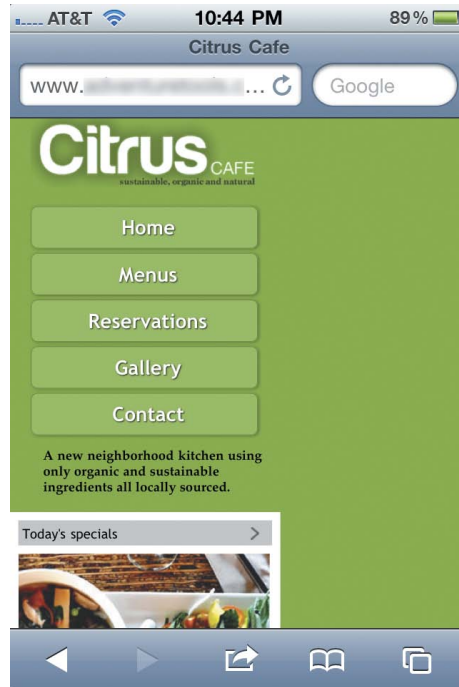 AT&T 10:44 PM 89%
Citrus Cafe
www. ... Google
Citrus CAFE
sustainable, organic and natural
Home
Menus
Reservations
Gallery
Contact
A new neighborhood kitchen using
only organic and sustainable
ingredients all locally sourced.
Today's specials